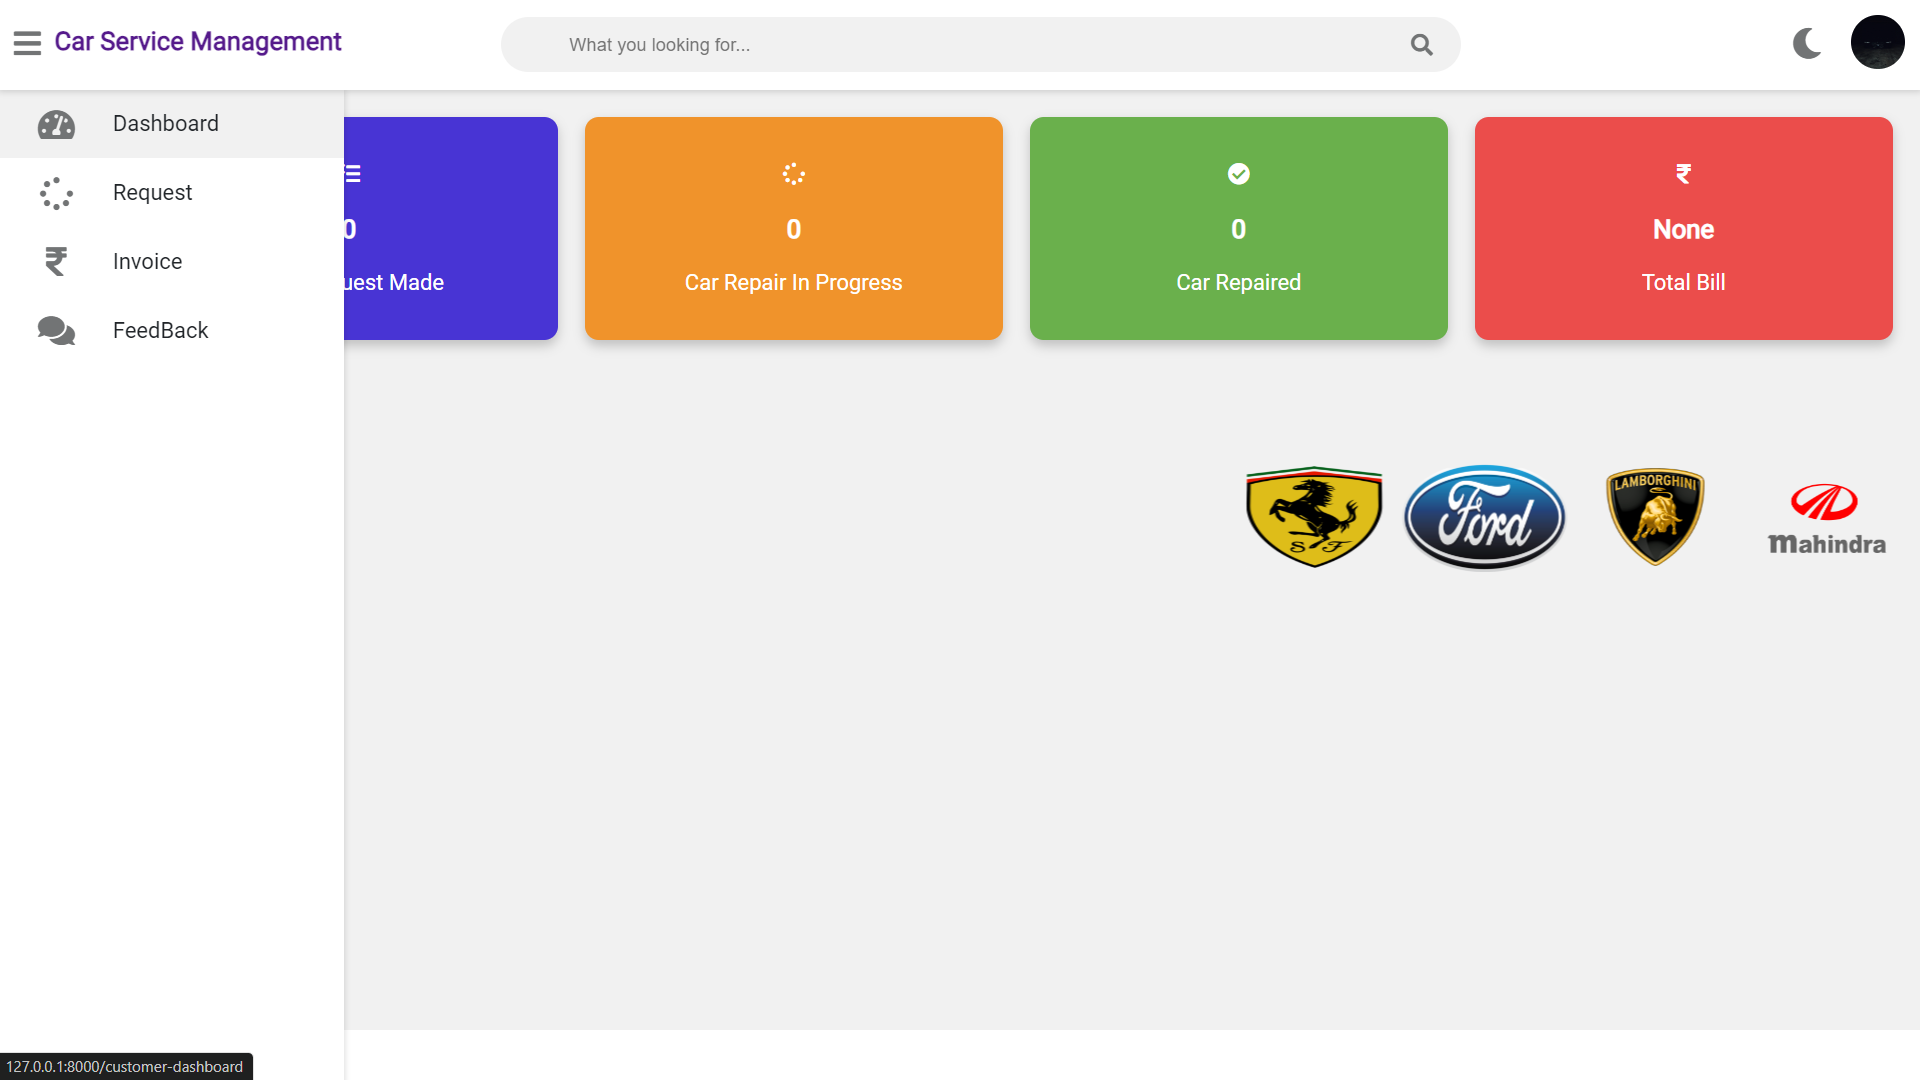 Car Service Management
What you looking for...
Dashboard
Request
Invoice
FeedBack
0
uest Made
0
Car Repair In Progress
0
Car Repaired
None
Total Bill
S F
Ford
LAMBORGHINI
mahindra
127.0.0.1:8000/customer-dashboard